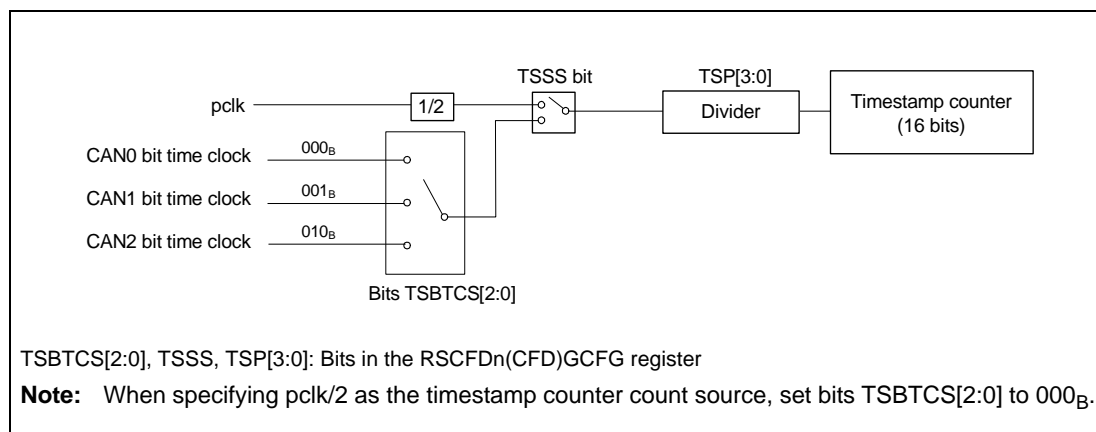 TSSS bit
TSP[3:0]
pclk
1/2
Divider
Timestamp counter
(16 bits)
CAN0 bit time clock
000B
CAN1 bit time clock
001B
CAN2 bit time clock
010B
Bits TSBTCS[2:0]
TSBTCS[2:0], TSSS, TSP[3:0]: Bits in the RSCFDn(CFD)GCFG register
Note: When specifying pclk/2 as the timestamp counter count source, set bits TSBTCS[2:0] to 000B.